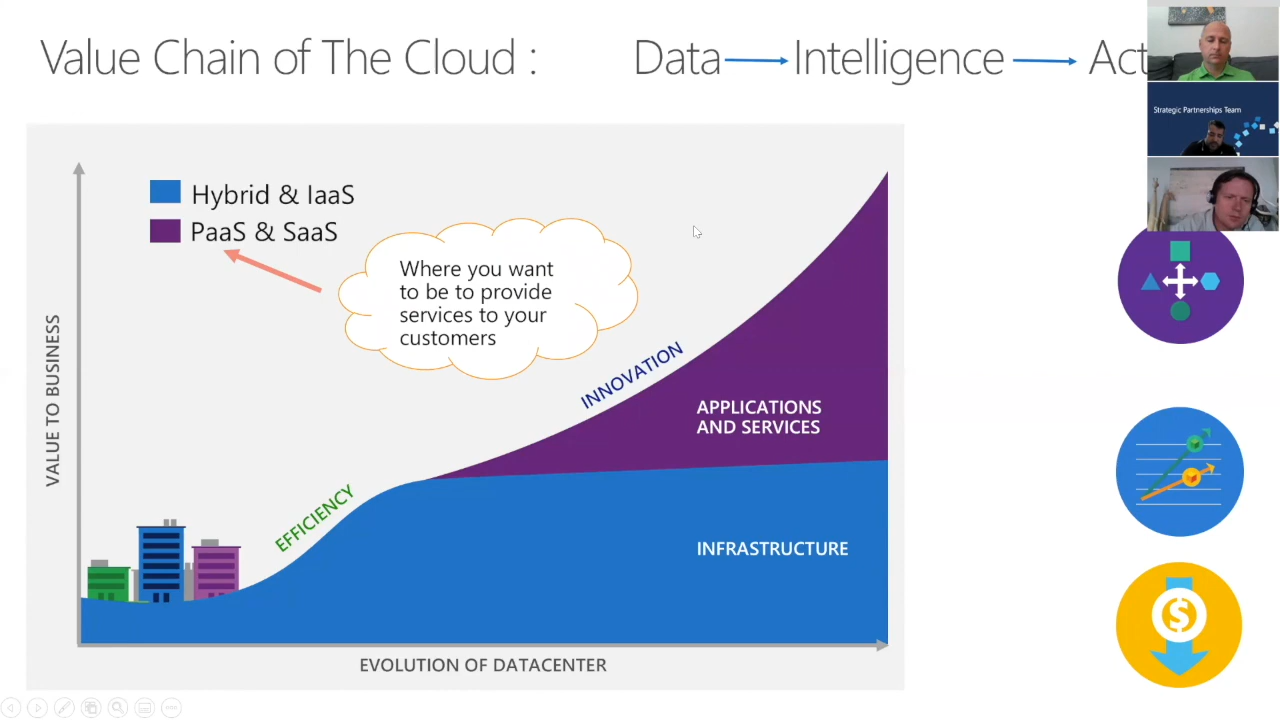 Value Chain of The Cloud :
Data
Intelligence
Act
Strategic Partnerships Team
Hybrid & IaaS
PaaS & SaaS
Where you want
to be to provide
services to your
customers
INNOVATION
EFFICIENCY
APPLICATIONS
AND SERVICES
INFRASTRUCTURE
VALUE TO BUSINESS
EVOLUTION OF DATACENTER
$